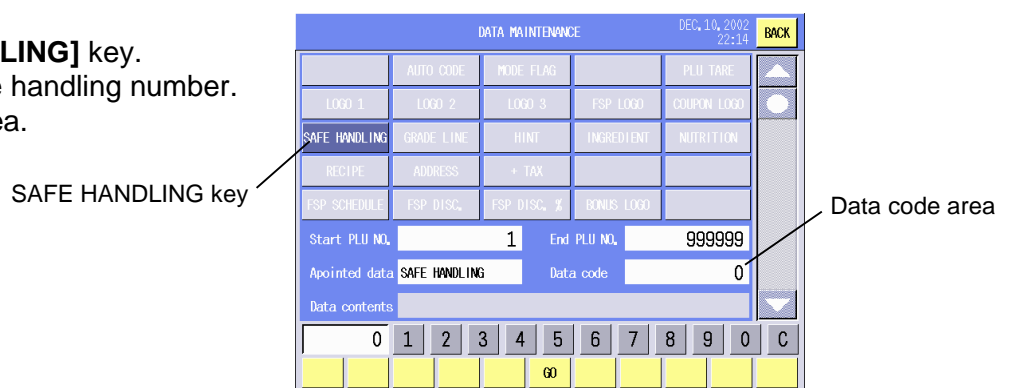 LING] key.
handling number.
ea.
SAFE HANDLING key
Data code area
DATA MAINTENANCE
DEC. 10. 2002
22:14
BACK
AUTO CODE MODE FLAG PLU TARE
LOGO 1 LOGO 2 LOGO 3 FSP LOGO COUPON LOGO
SAFE HANDLING GRADE LINE HINT INGREDIENT NUTRITION
RECIPE ADDRESS + TAX
FSP SCHEDULE FSP DISC. FSP DISC. % BONUS LOGO
Start PLU NO. 1 End PLU NO. 999999
Apointed data SAFE HANDLING Data code 0
Data contents
0 1 2 3 4 5 6 7 8 9 0 C
GO